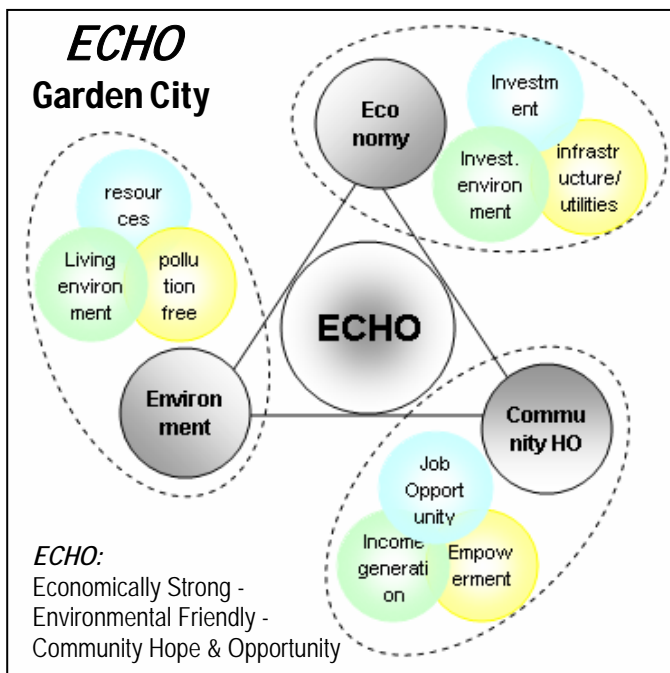 ECHO
Garden City
Eco
nomy
Investm
ent
Invest.
environ
ment
infrastr
ucture/
utilities
resour
ces
Living
environ
ment
pollu
tion
free
ECHO
Environ
ment
Commu
nity HO
Job
Opport
unity
Income
generati
on
Empow
erment
ECHO:
Economically Strong -
Environmental Friendly -
Community Hope & Opportunity